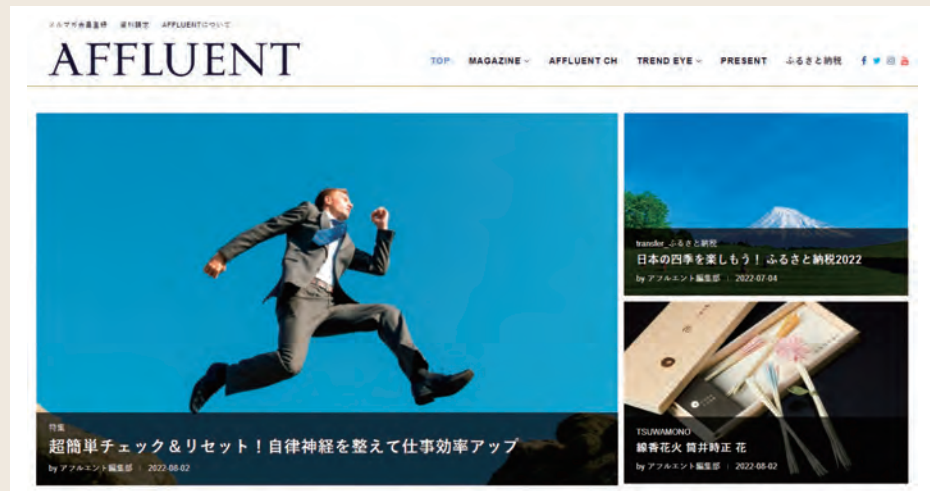 メルマガ会員登録 資料請求 AFFLUENTについて
AFFLUENT
TOP MAGAZINE AFFLUENT CH TREND EYE PRESENT ふるさと納税
特集
超簡単チェック&リセット！自律神経を整えて仕事効率アップ
by アフルエント編集部 | 2022-08-02
transfer_ふるさと納税
日本の四季を楽しもう！ ふるさと納税2022
by アフルエント編集部 | 2022-07-04
TSUWAMONO
線香花火 筒井時正 花
by アフルエント編集部 | 2022-08-02